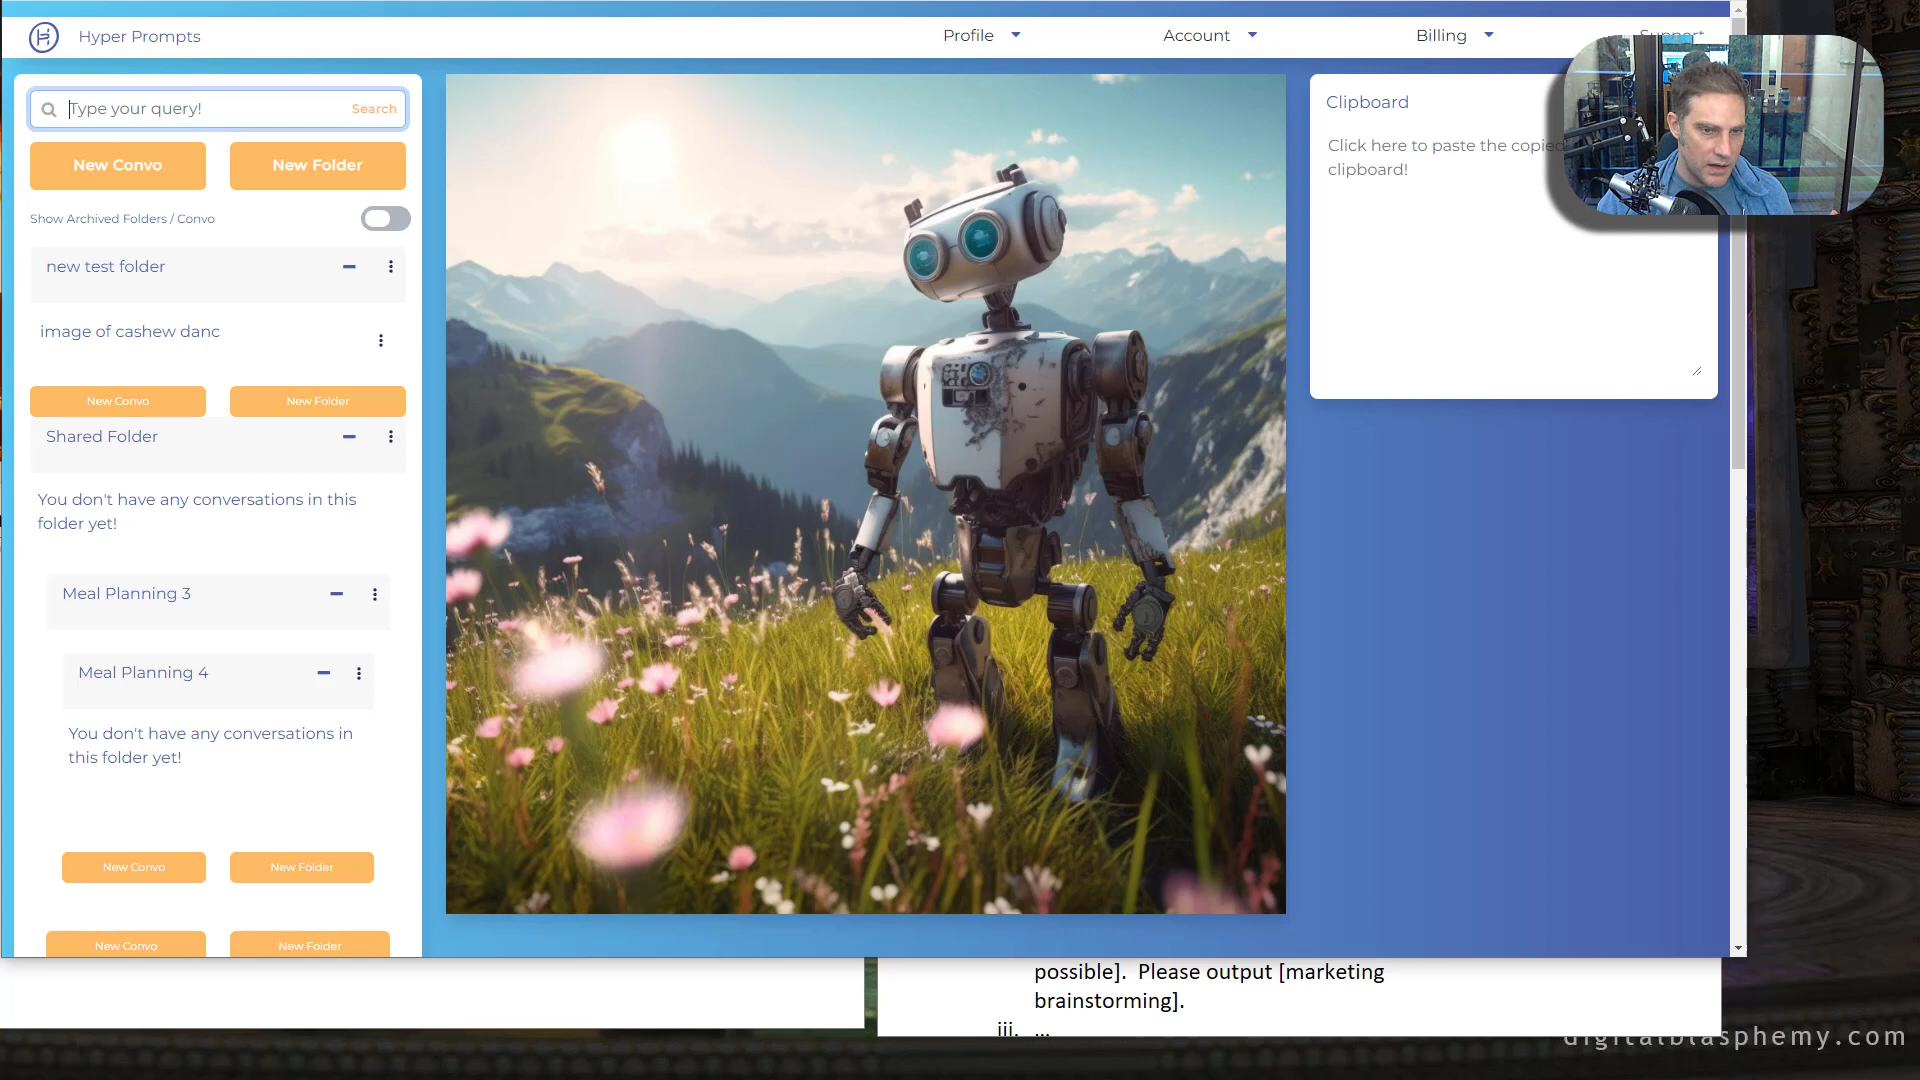 Hyper Prompts
Profile
Account
Billing
Support
Type your query!
Search
New Convo
New Folder
Show Archived Folders / Convo
new test folder
image of cashew danc
New Convo
New Folder
Shared Folder
You don't have any conversations in this
folder yet!
Meal Planning 3
Meal Planning 4
You don't have any conversations in
this folder yet!
New Convo
New Folder
New Convo
New Folder
Clipboard
Click here to paste the copied
clipboard!
possible].  Please output [marketing
brainstorming].
iii. ...
digitalblasphemy.com